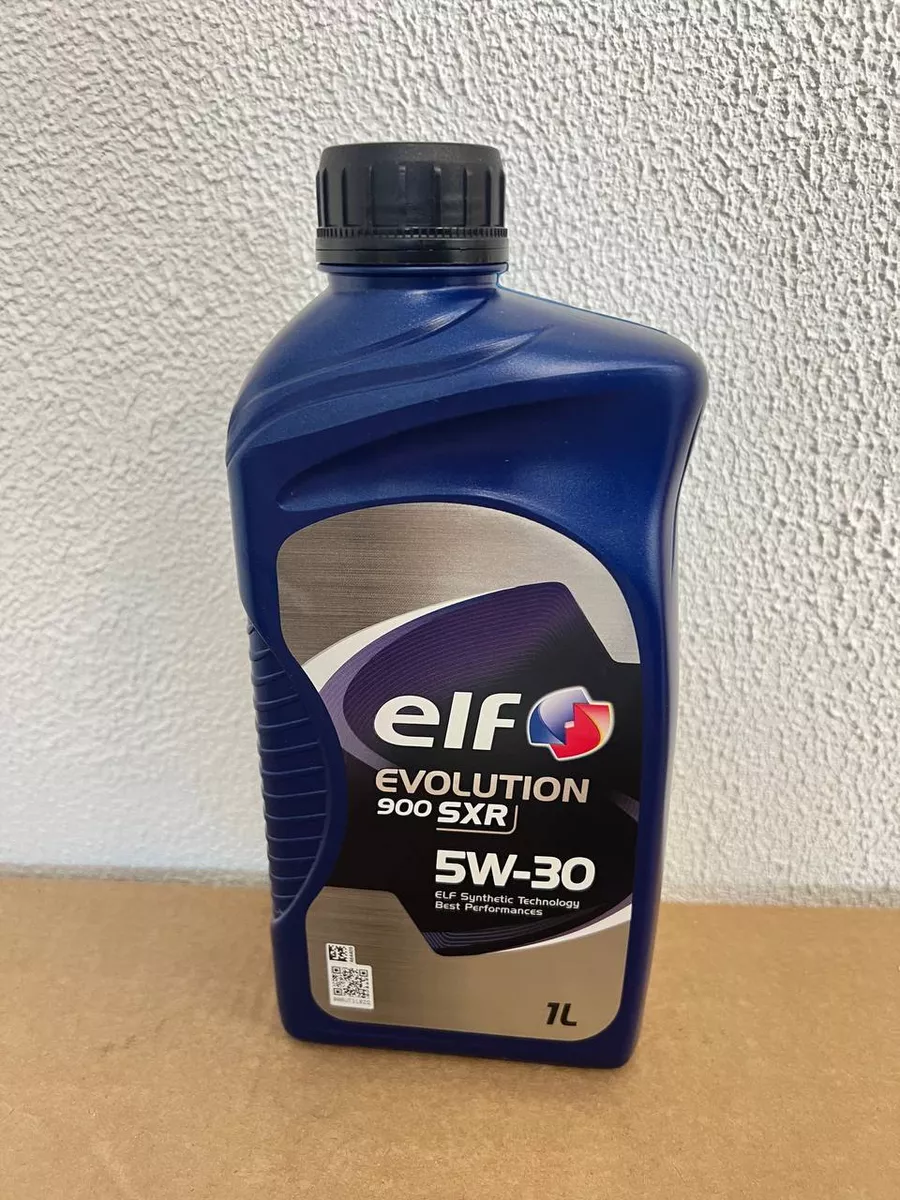 elf
EVOLUTION
900 SXR
5W-30
ELF Synthetic Technology
Best Performances
1L